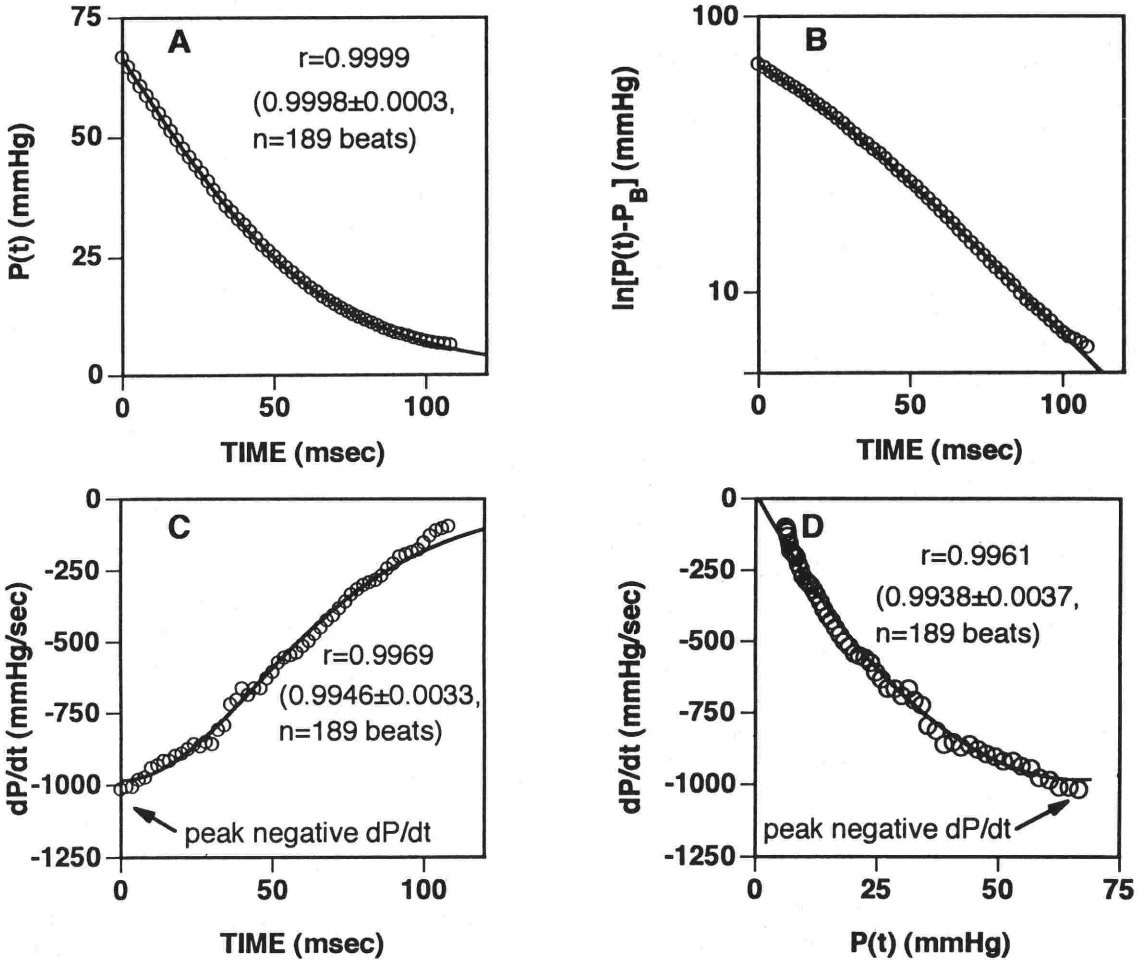 A
75
50
25
0
P(t) (mmHg)
r=0.9999
(0.9998±0.0003,
n=189 beats)
0 50 100
TIME (msec)
B
100
10
ln[P(t)-PB] (mmHg)
0 50 100
TIME (msec)
C
0
-250
-500
-750
-1000
-1250
dP/dt (mmHg/sec)
r=0.9969
(0.9946±0.0033,
n=189 beats)
peak negative dP/dt
0 50 100
TIME (msec)
D
0
-250
-500
-750
-1000
-1250
dP/dt (mmHg/sec)
r=0.9961
(0.9938±0.0037,
n=189 beats)
peak negative dP/dt
0 25 50 75
P(t) (mmHg)